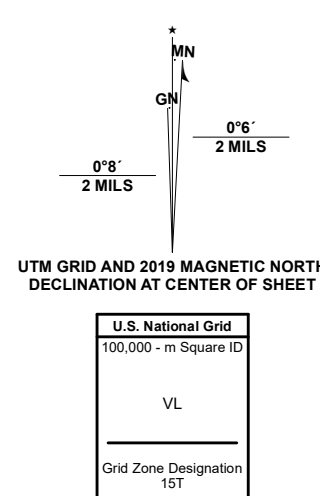 ★
MN
GN
0°6´
2 MILS
0°8´
2 MILS
UTM GRID AND 2019 MAGNETIC NORTH
DECLINATION AT CENTER OF SHEET
U.S. National Grid
100,000 - m Square ID
VL
Grid Zone Designation
15T